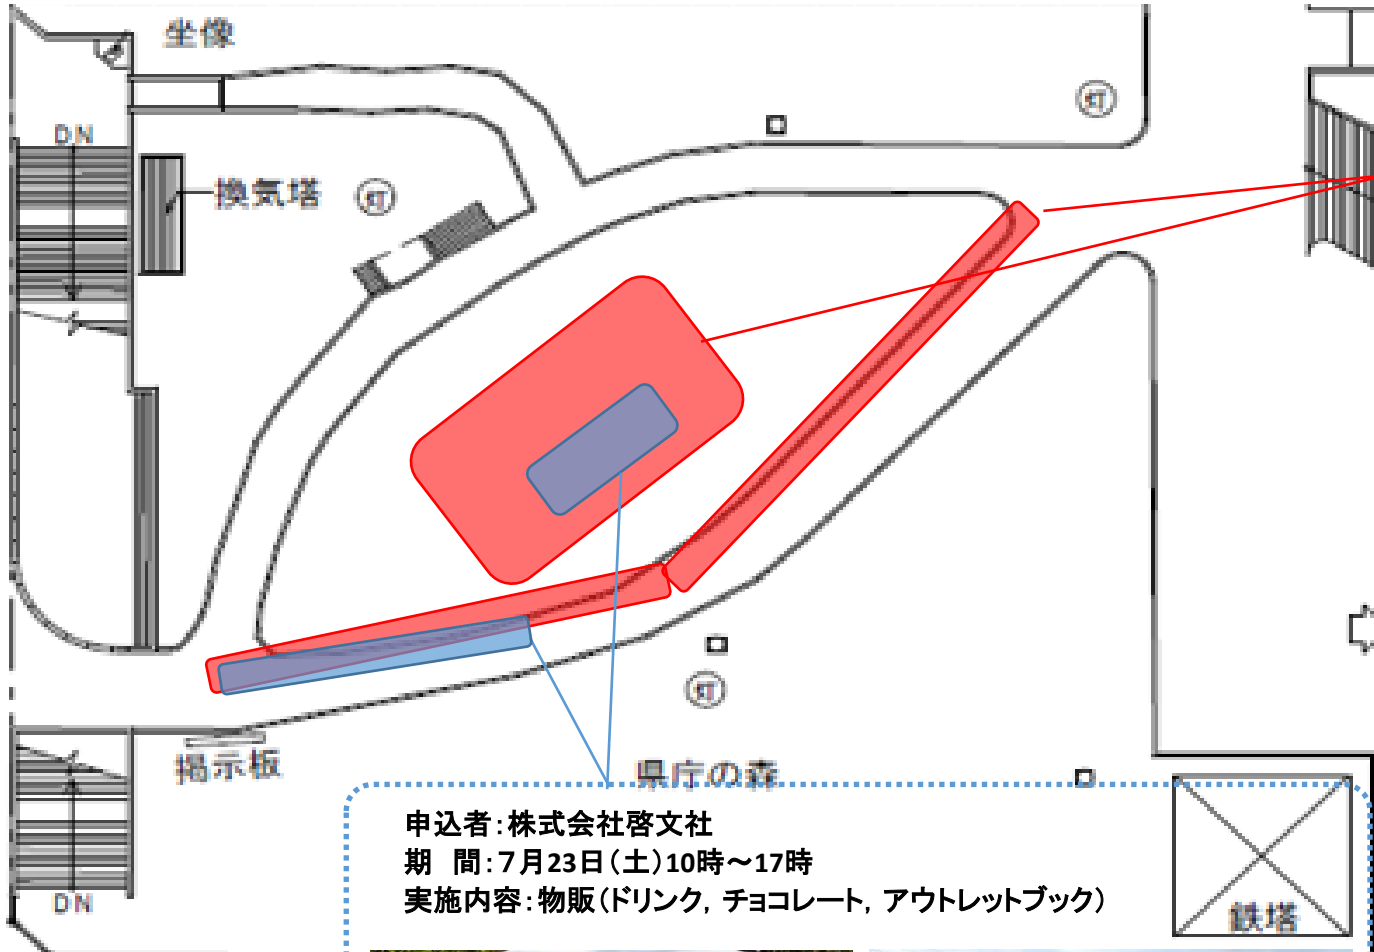 坐像
灯
DN
換気塔
灯
灯
掲示板
県庁の森
申込者：株式会社啓文社
期　間：７月23日（土）10時～17時
実施内容：物販（ドリンク，チョコレート，アウトレットブック）
DN
鉄塔